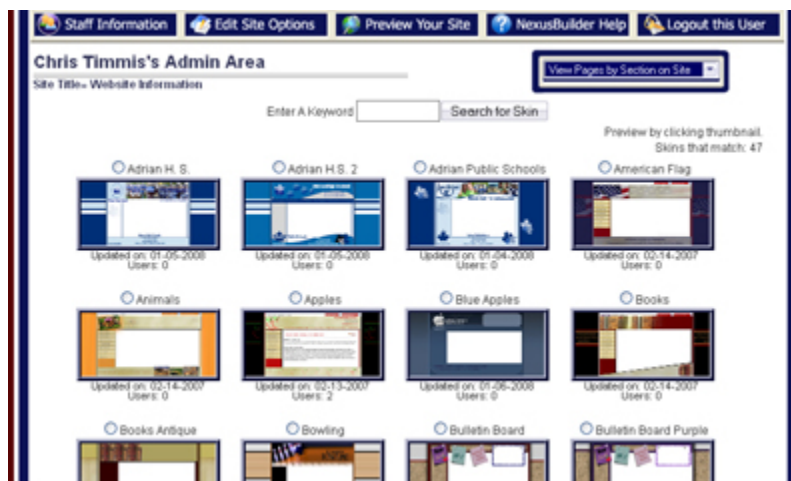 Staff Information Edit Site Options Preview Your Site NexusBuilder Help Logout this User
Chris Timmis's Admin Area
View Pages by Section on Site
Site Title= Website Information
Enter A Keyword Search for Skin
Preview by clicking thumbnail.
Skins that match: 47
Adrian H. S. Adrian H.S. 2 Adrian Public Schools American Flag
Updated on: 01-05-2008 Updated on: 01-05-2008 Updated on: 01-04-2008 Updated on: 02-14-2007
Users: 0 Users: 0 Users: 0 Users: 0
Animals Apples Blue Apples Books
Updated on: 02-14-2007 Updated on: 02-13-2007 Updated on: 01-06-2008 Updated on: 02-14-2007
Users: 0 Users: 2 Users: 0 Users: 0
Books Antique Bowling Bulletin Board Bulletin Board Purple